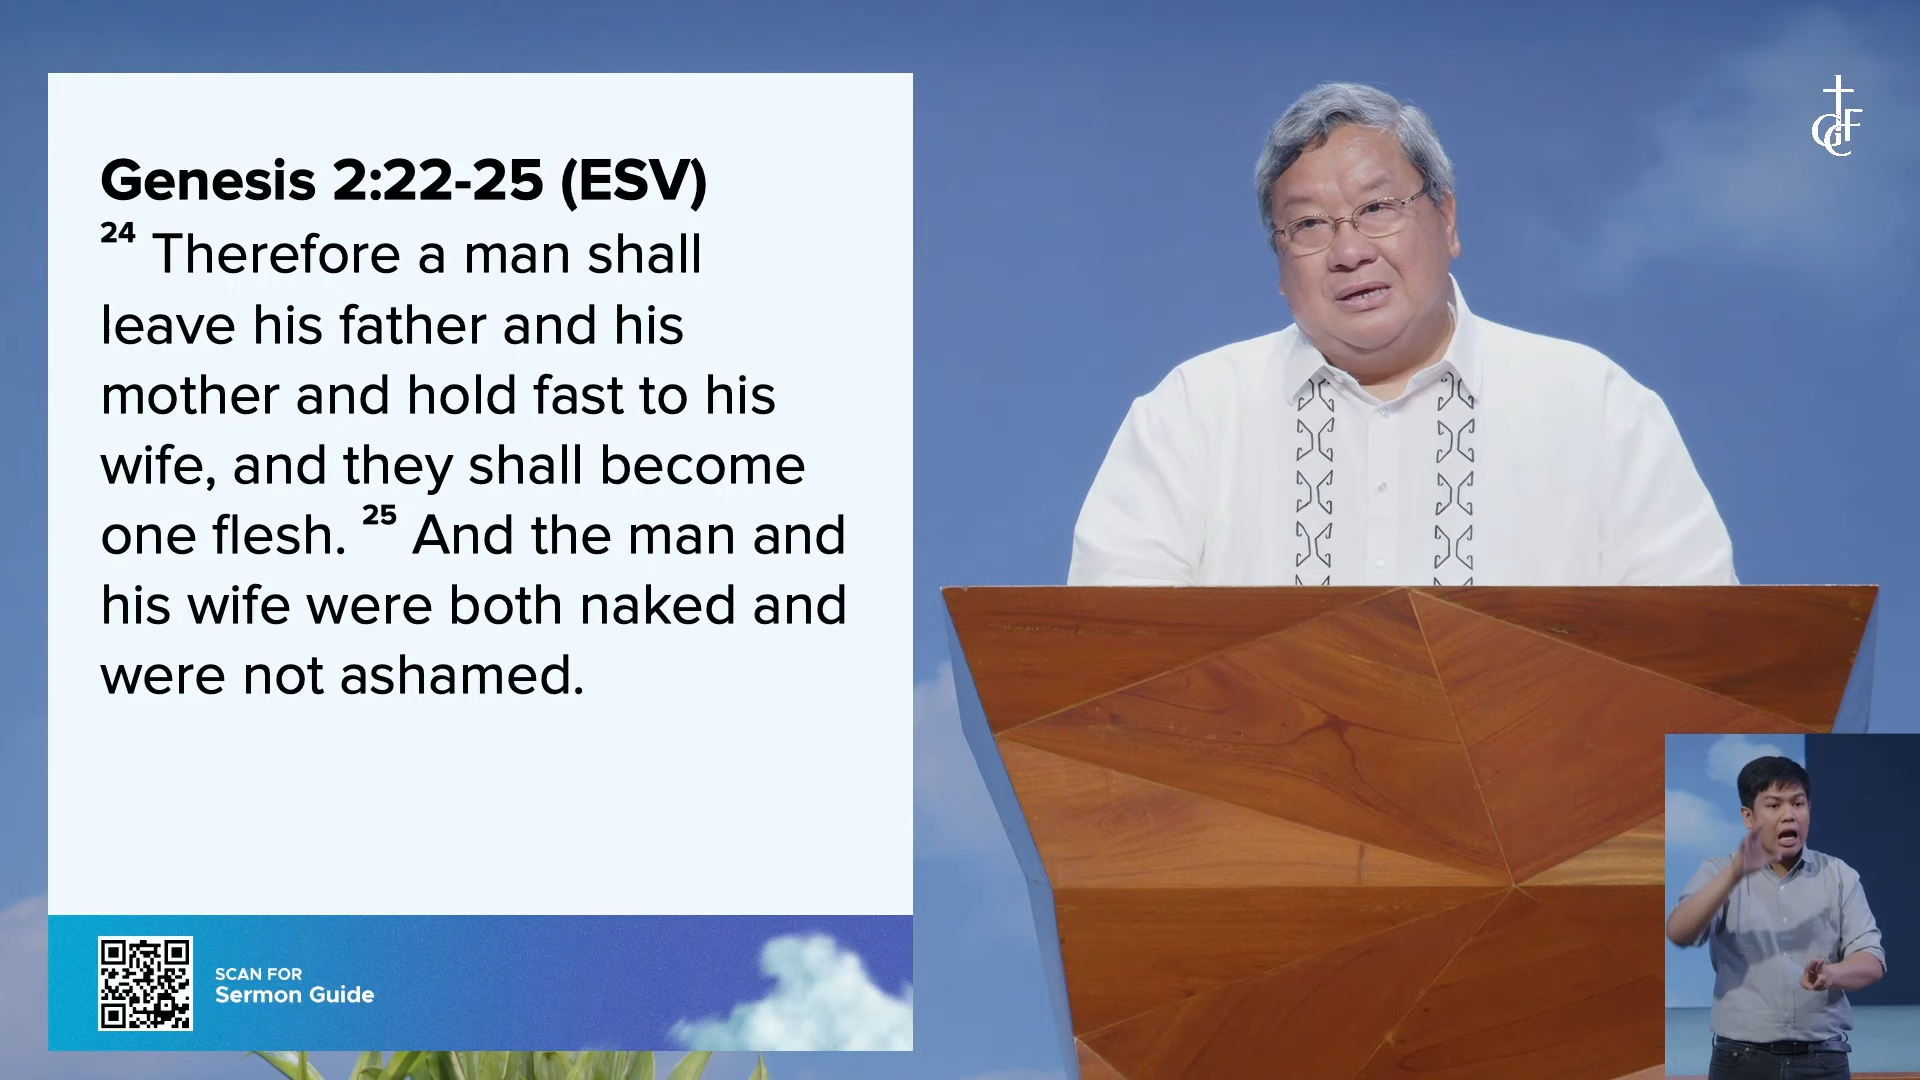 Genesis 2:22-25 (ESV)
24 Therefore a man shall
leave his father and his
mother and hold fast to his
wife, and they shall become
one flesh. 25 And the man and
his wife were both naked and
were not ashamed.
SCAN FOR
Sermon Guide
GCF